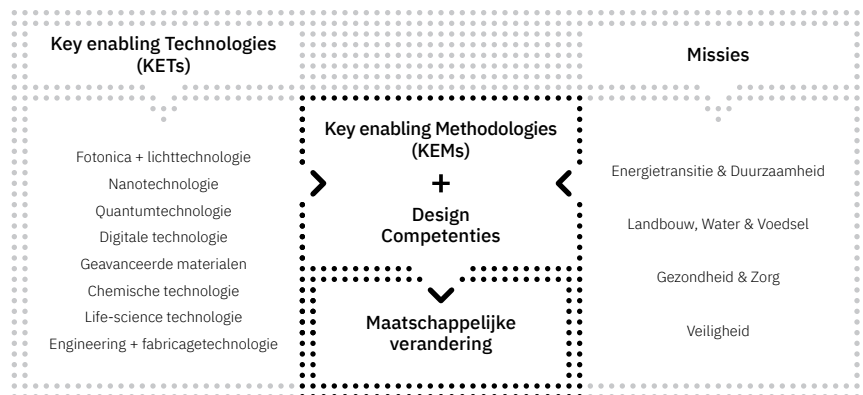 Key enabling Technologies
(KETs)
Fotonica + lichttechnologie
Nanotechnologie
Quantumtechnologie
Digitale technologie
Geavanceerde materialen
Chemische technologie
Life-science technologie
Engineering + fabricagetechnologie
Key enabling Methodologies
(KEMs)
+
Design
Competenties
Maatschappelijke
verandering
Missies
Energietransitie & Duurzaamheid
Landbouw, Water & Voedsel
Gezondheid & Zorg
Veiligheid